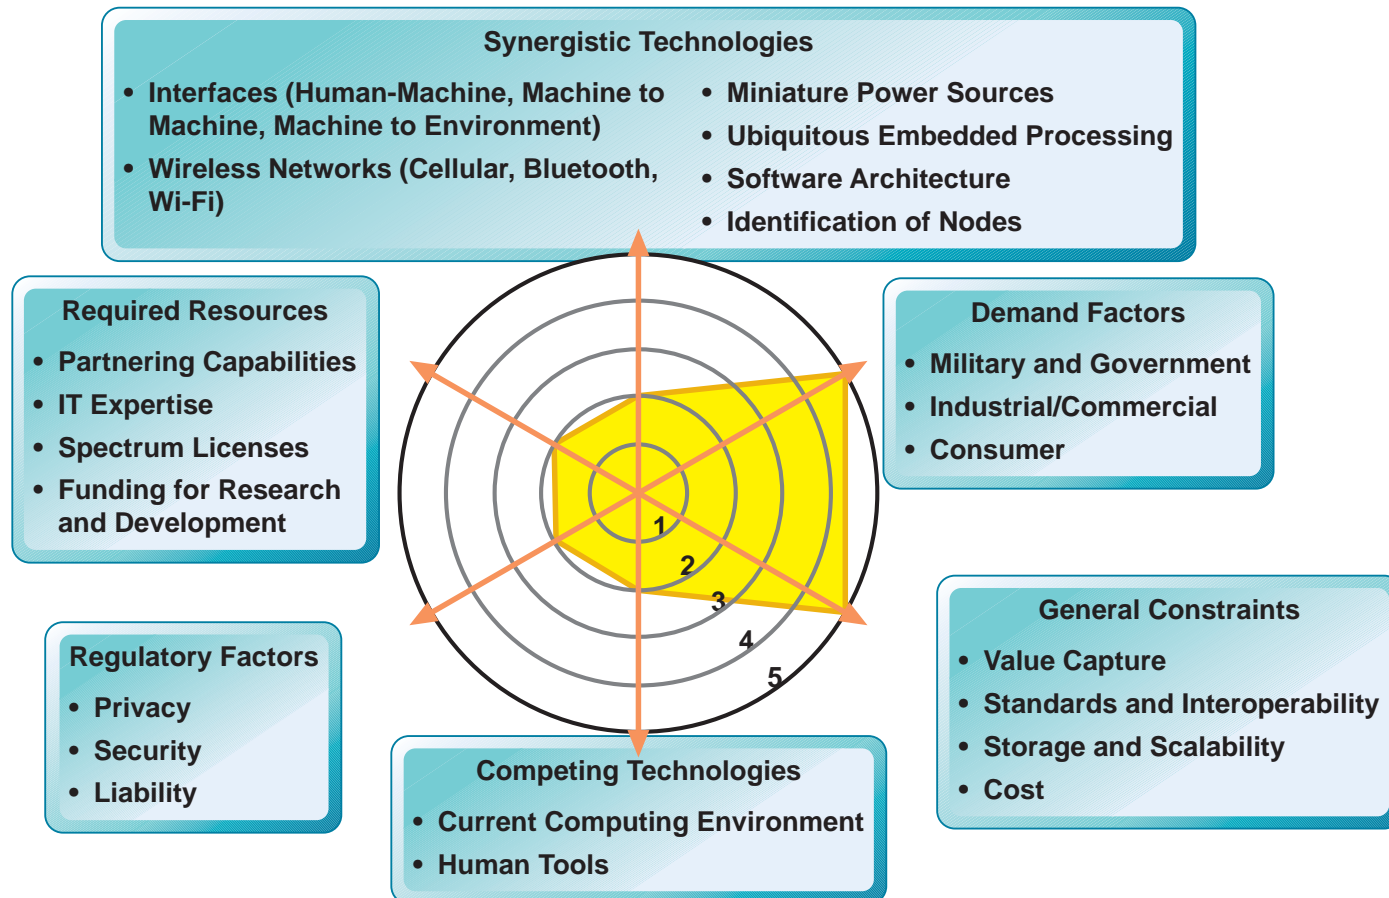 Synergistic Technologies
• Interfaces (Human-Machine, Machine to
Machine, Machine to Environment)
• Wireless Networks (Cellular, Bluetooth,
Wi-Fi)
• Miniature Power Sources
• Ubiquitous Embedded Processing
• Software Architecture
• Identification of Nodes
Required Resources
• Partnering Capabilities
• IT Expertise
• Spectrum Licenses
• Funding for Research
and Development
Demand Factors
• Military and Government
• Industrial/Commercial
• Consumer
1
2
3
4
5
Regulatory Factors
• Privacy
• Security
• Liability
General Constraints
• Value Capture
• Standards and Interoperability
• Storage and Scalability
• Cost
Competing Technologies
• Current Computing Environment
• Human Tools